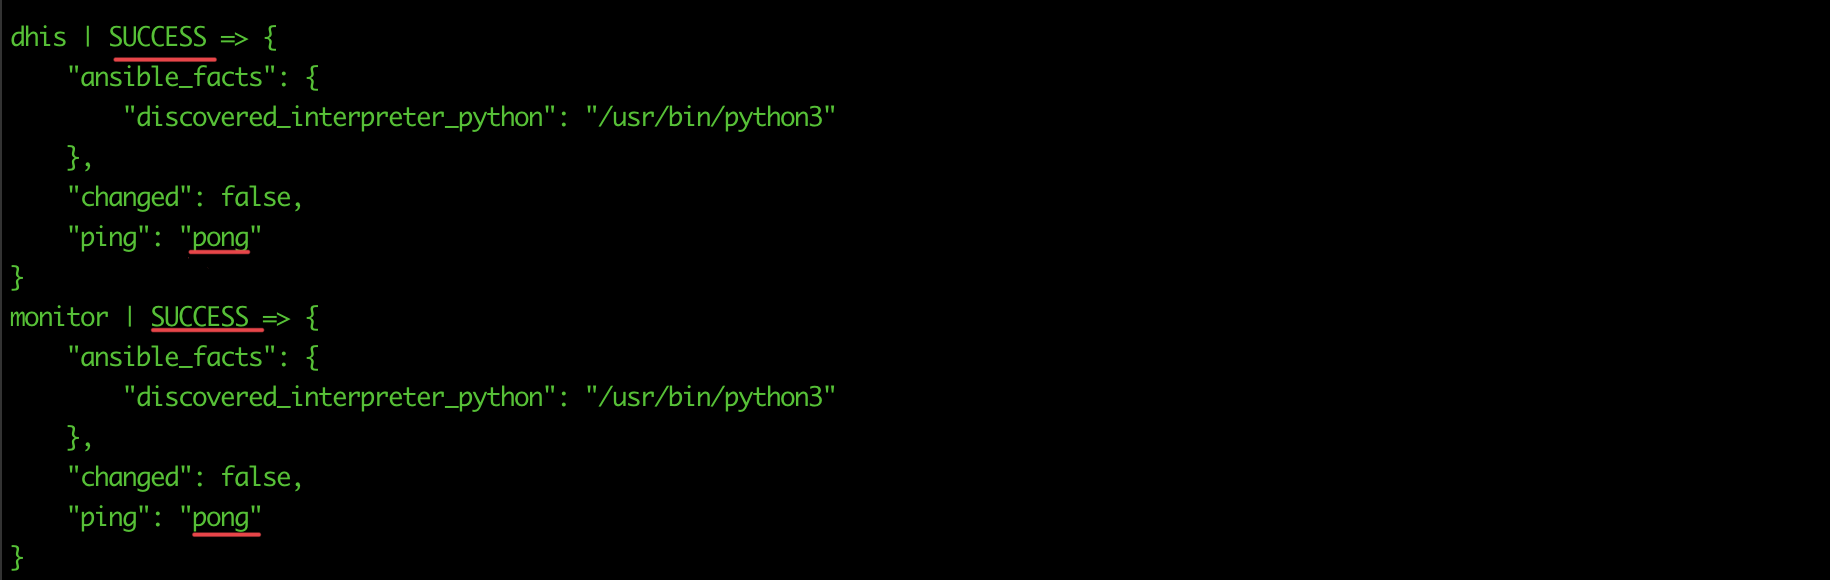 dhis | SUCCESS => {
    "ansible_facts": {
        "discovered_interpreter_python": "/usr/bin/python3"
    },
    "changed": false,
    "ping": "pong"
}
monitor | SUCCESS => {
    "ansible_facts": {
        "discovered_interpreter_python": "/usr/bin/python3"
    },
    "changed": false,
    "ping": "pong"
}